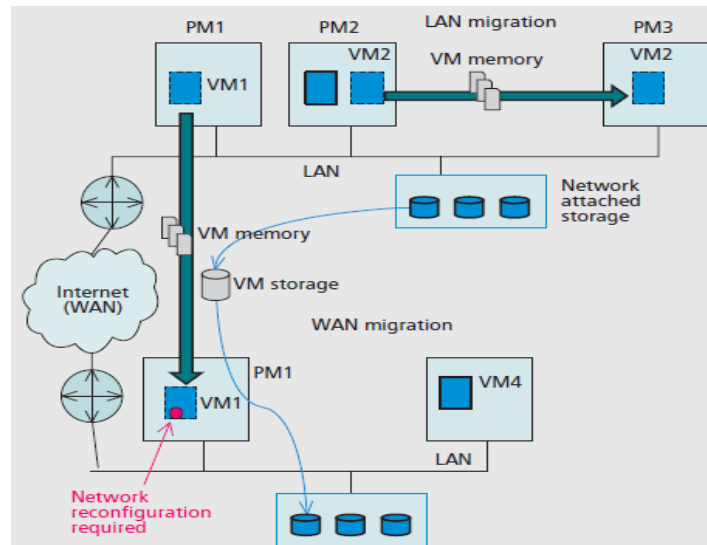 PM1
PM2
LAN migration
PM3
VM1
VM2
VM memory
VM2
LAN
Network
attached
storage
VM memory
VM storage
Internet
(WAN)
WAN migration
PM1
VM1
VM4
LAN
Network
reconfiguration
required